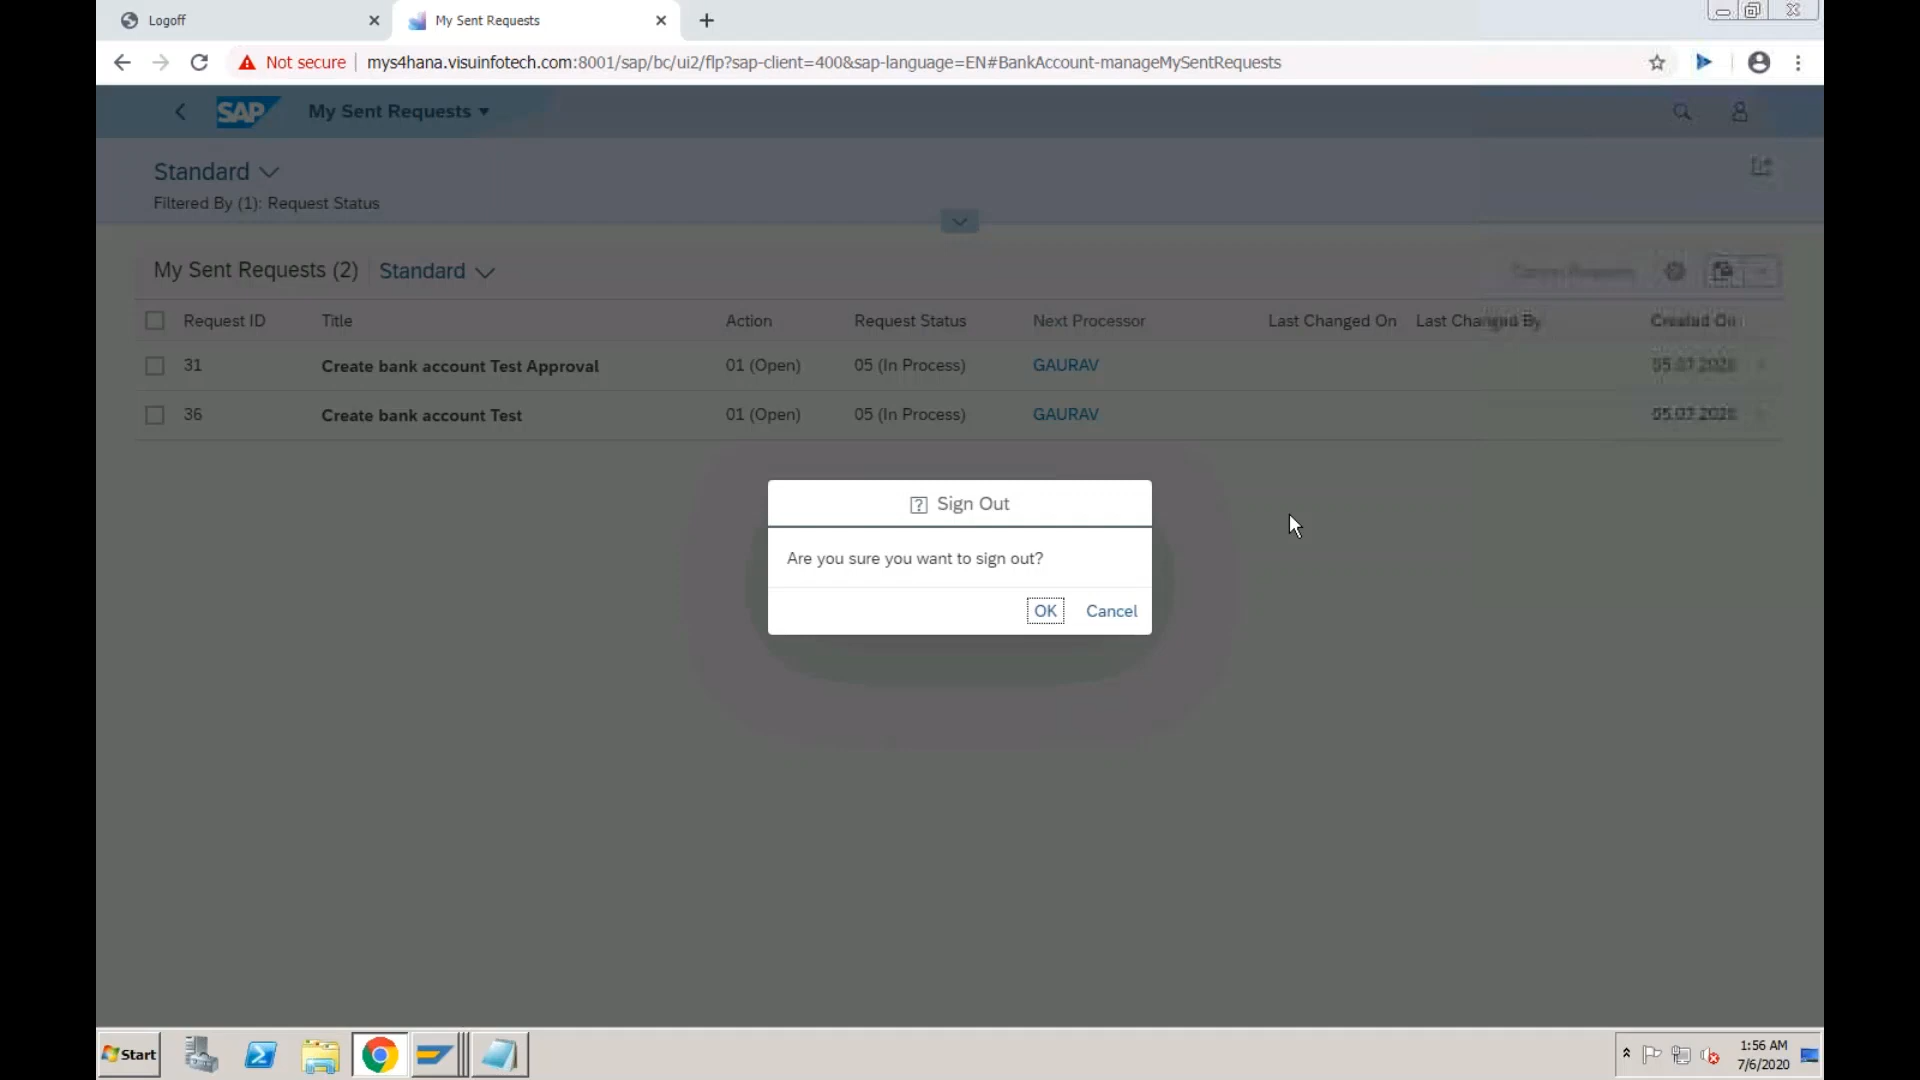 Logoff
My Sent Requests
Not secure
mys4hana.visuinfotech.com:8001/sap/bc/ui2/flp?sap-client=400&sap-language=EN#BankAccount-manageMySentRequests
SAP
My Sent Requests
Standard
Filtered By (1): Request Status
My Sent Requests (2) Standard
Request ID Title Action Request Status Next Processor Last Changed On Last Changed By Created On
31 Create bank account Test Approval 01 (Open) 05 (In Process) GAURAV 05.07.2020
36 Create bank account Test 01 (Open) 05 (In Process) GAURAV 05.07.2020
Sign Out
Are you sure you want to sign out?
OK Cancel
Start
1:56 AM
7/6/2020